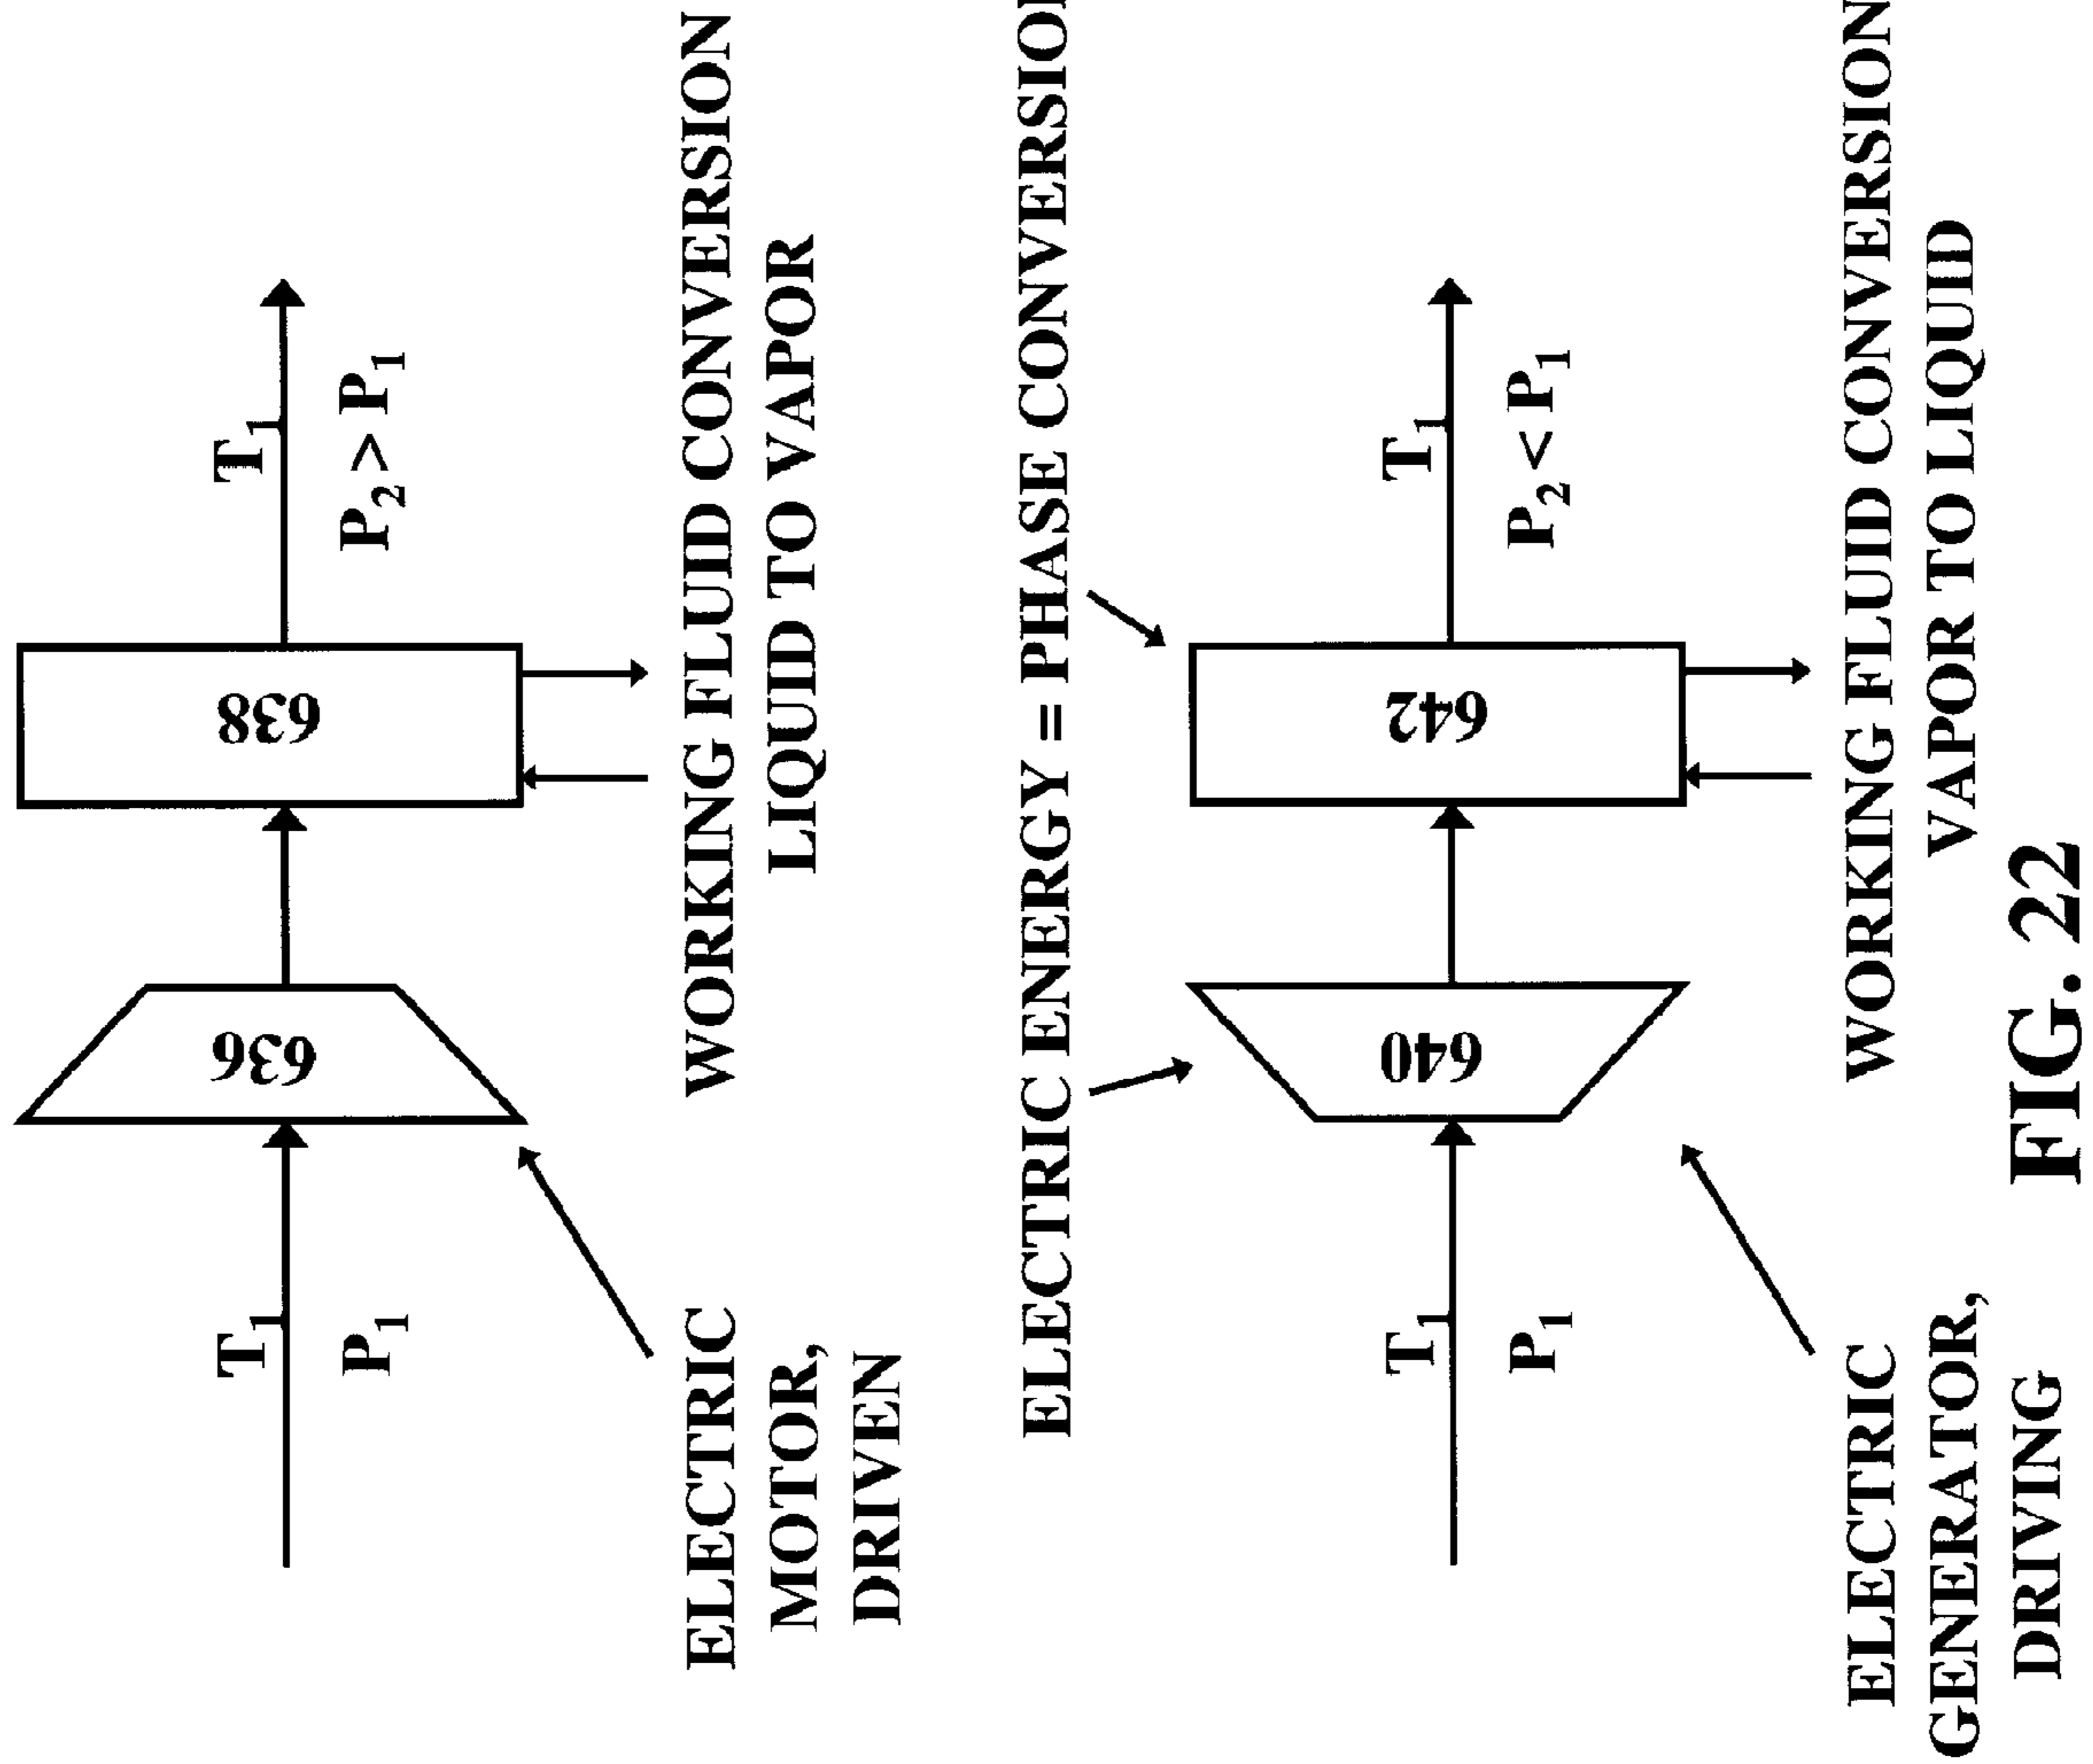 T1
T1
636
638
P1
P2 > P1
ELECTRIC
MOTOR,
DRIVEN
WORKING FLUID CONVERSION
LIQUID TO VAPOR
ELECTRIC ENERGY = PHASE CONVERSION
T1
T1
640
642
P1
P2 < P1
ELECTRIC
GENERATOR,
DRIVING
WORKING FLUID CONVERSION
VAPOR TO LIQUID
FIG. 22